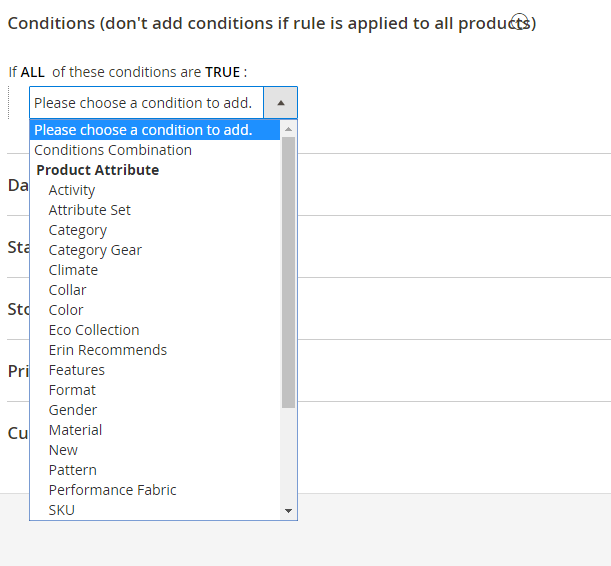 Conditions (don't add conditions if rule is applied to all products)
If ALL of these conditions are TRUE :
Please choose a condition to add.
Please choose a condition to add.
Conditions Combination
Product Attribute
Activity
Attribute Set
Category
Category Gear
Climate
Collar
Color
Eco Collection
Erin Recommends
Features
Format
Gender
Material
New
Pattern
Performance Fabric
SKU
Da
Sta
Sto
Pri
Cu